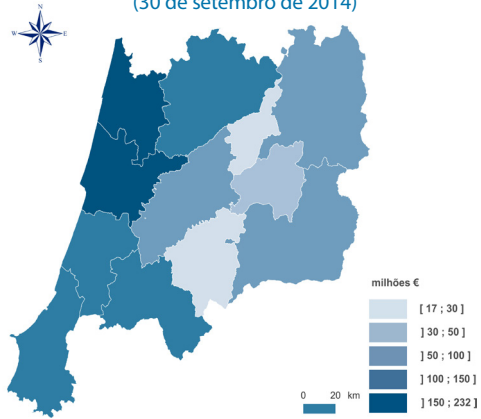 (30 de setembro de 2014)
N
W E
S
milhões €
[ 17 ; 30 ]
] 30 ; 50 ]
] 50 ; 100 ]
] 100 ; 150 ]
] 150 ; 232 ]
0 20 km